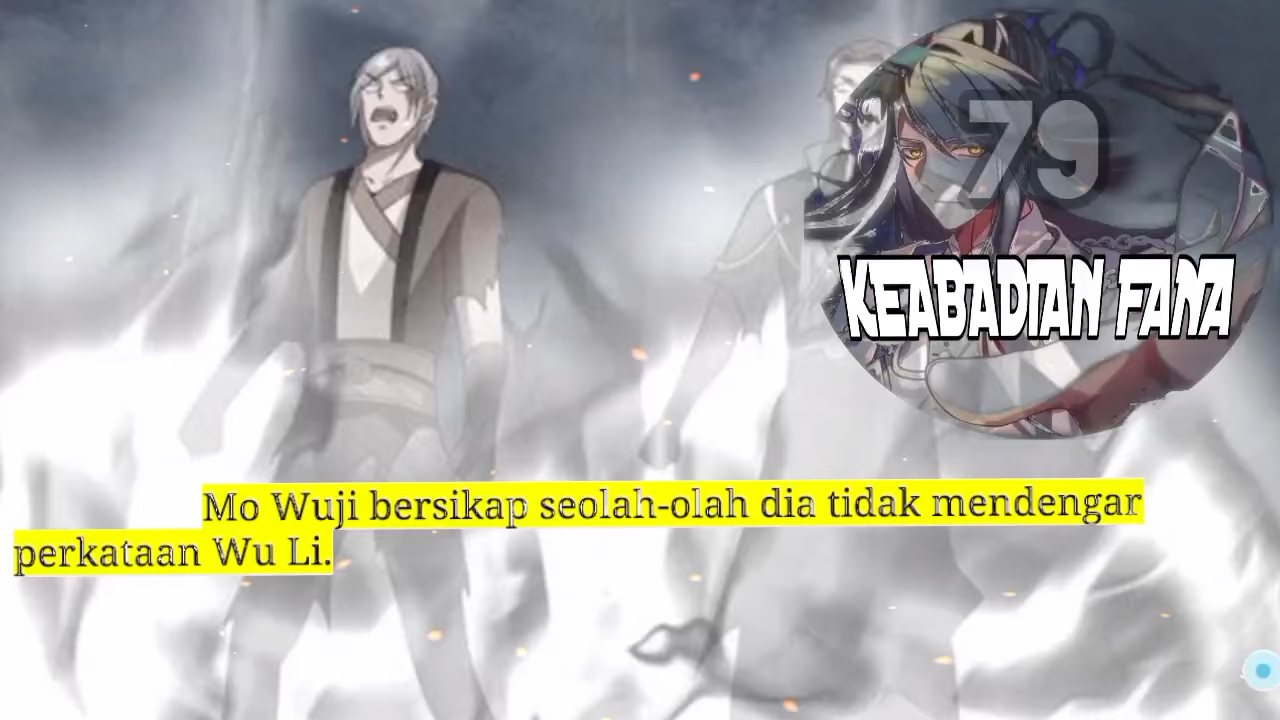 79
KEABADIAN FANA
Mo Wuji bersikap seolah-olah dia tidak mendengar
perkataan Wu Li.